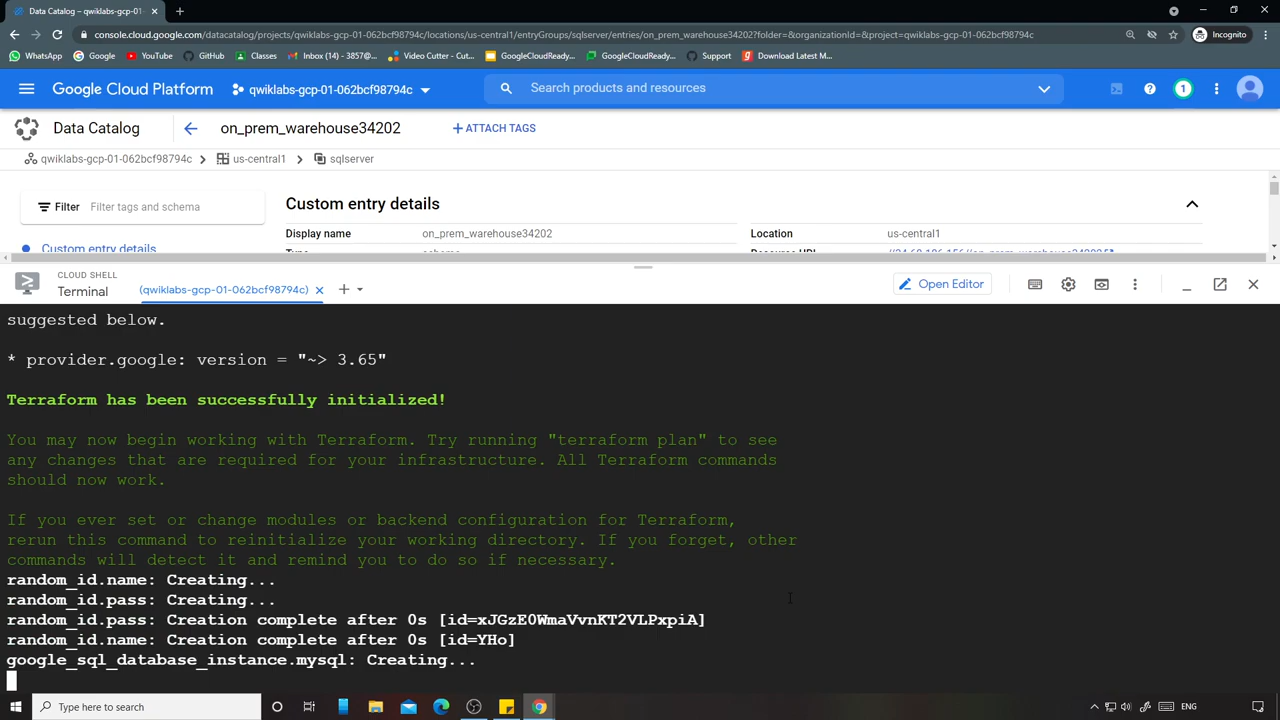 Data Catalog – qwiklabs-gcp-01-062bcf98794c
console.cloud.google.com/datacatalog/projects/qwiklabs-gcp-01-062bcf98794c/locations/us-central1/entryGroups/sqlserver/entries/on_prem_warehouse34202?folder=&organizationId=&project=qwiklabs-gcp-01-062bcf98794c
Incognito
WhatsApp
Google
YouTube
GitHub
Classes
Inbox (14) - 3857@...
Video Cutter - Cut...
GoogleCloudReady...
GoogleCloudReady...
Support
Download Latest M...
Google Cloud Platform
qwiklabs-gcp-01-062bcf98794c
Search products and resources
1
Data Catalog
on_prem_warehouse34202
ATTACH TAGS
qwiklabs-gcp-01-062bcf98794c
us-central1
sqlserver
Filter
Filter tags and schema
Custom entry details
Custom entry details
Display name
on_prem_warehouse34202
Location
us-central1
CLOUD SHELL
Terminal
(qwiklabs-gcp-01-062bcf98794c)
Open Editor
suggested below.
* provider.google: version = "~> 3.65"
Terraform has been successfully initialized!
You may now begin working with Terraform. Try running "terraform plan" to see
any changes that are required for your infrastructure. All Terraform commands
should now work.
If you ever set or change modules or backend configuration for Terraform,
rerun this command to reinitialize your working directory. If you forget, other
commands will detect it and remind you to do so if necessary.
random_id.name: Creating...
random_id.pass: Creating...
random_id.pass: Creation complete after 0s [id=xJGzE0WmaVvnKT2VLPxpiA]
random_id.name: Creation complete after 0s [id=YHo]
google_sql_database_instance.mysql: Creating...
Type here to search
ENG